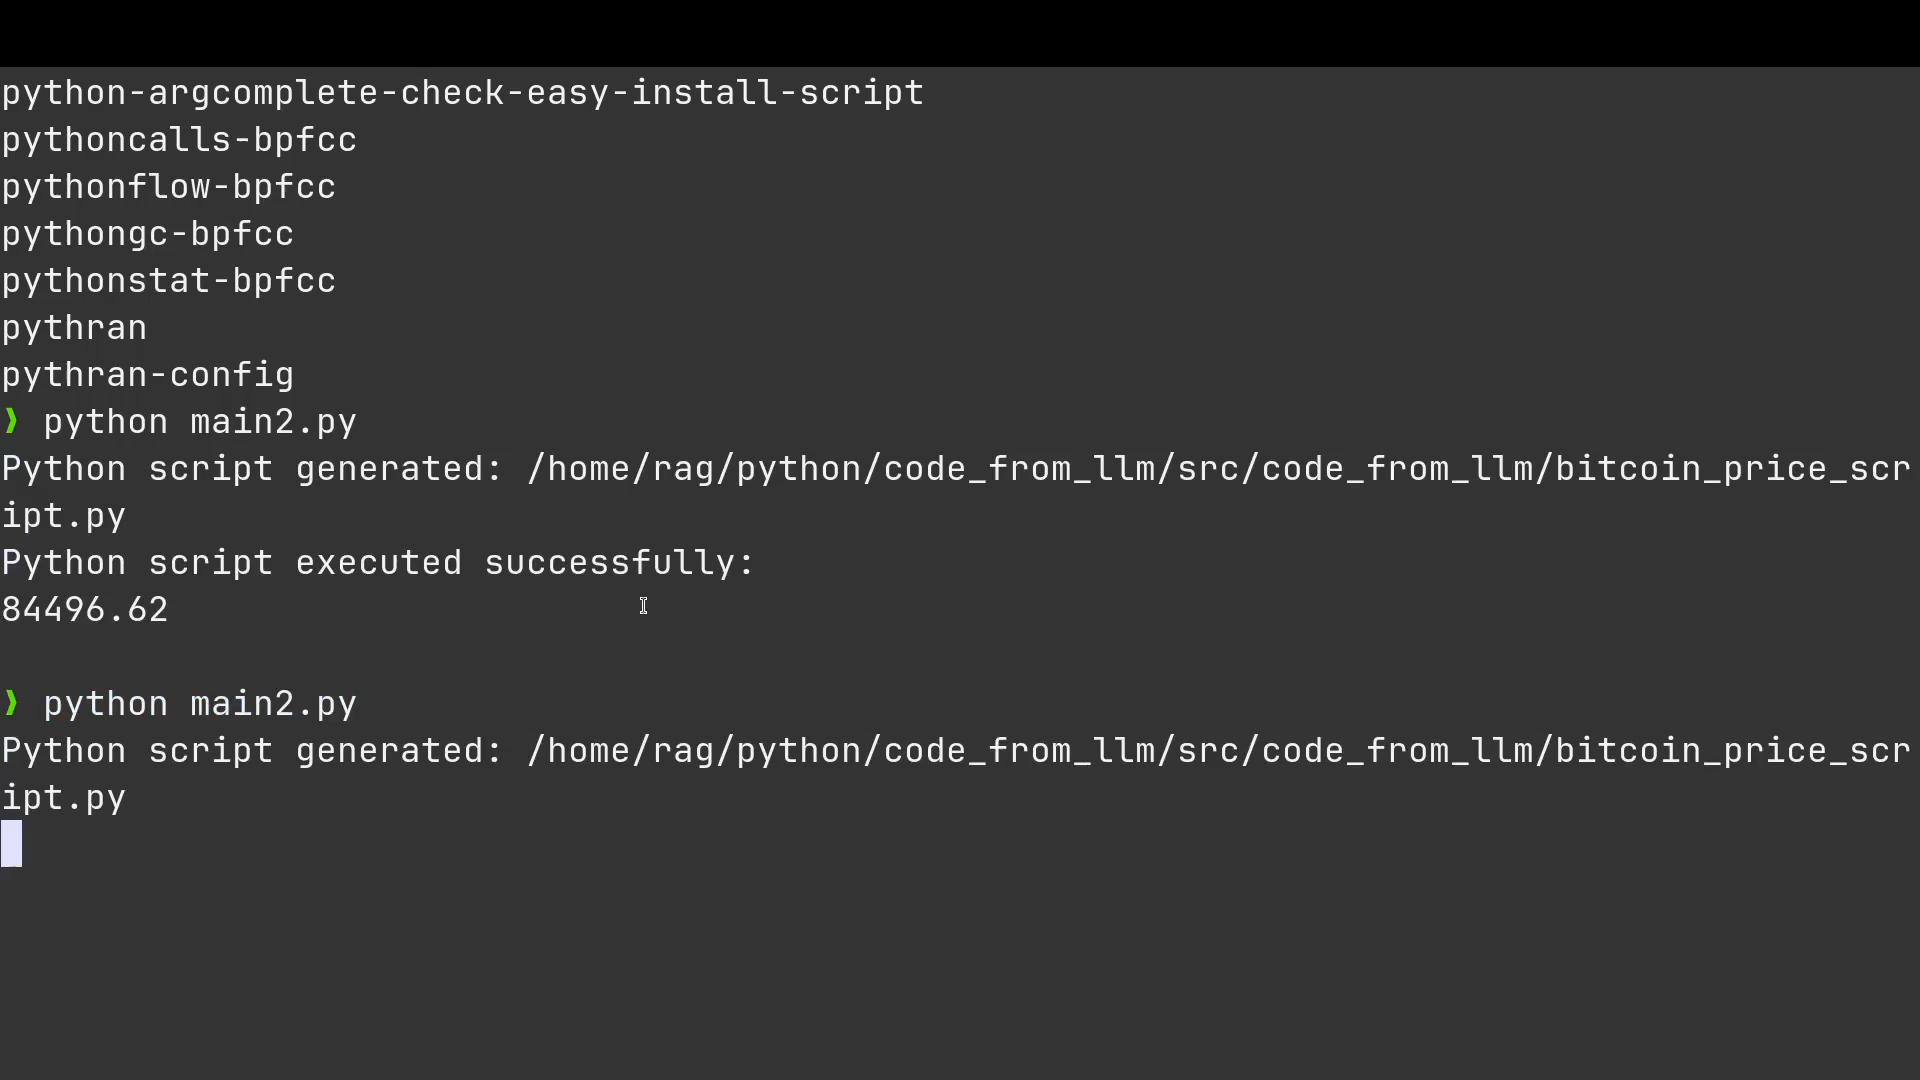 python-argcomplete-check-easy-install-script
pythoncalls-bpfcc
pythonflow-bpfcc
pythongc-bpfcc
pythonstat-bpfcc
pythran
pythran-config
❯ python main2.py
Python script generated: /home/rag/python/code_from_llm/src/code_from_llm/bitcoin_price_scr
ipt.py
Python script executed successfully:
84496.62
❯ python main2.py
Python script generated: /home/rag/python/code_from_llm/src/code_from_llm/bitcoin_price_scr
ipt.py